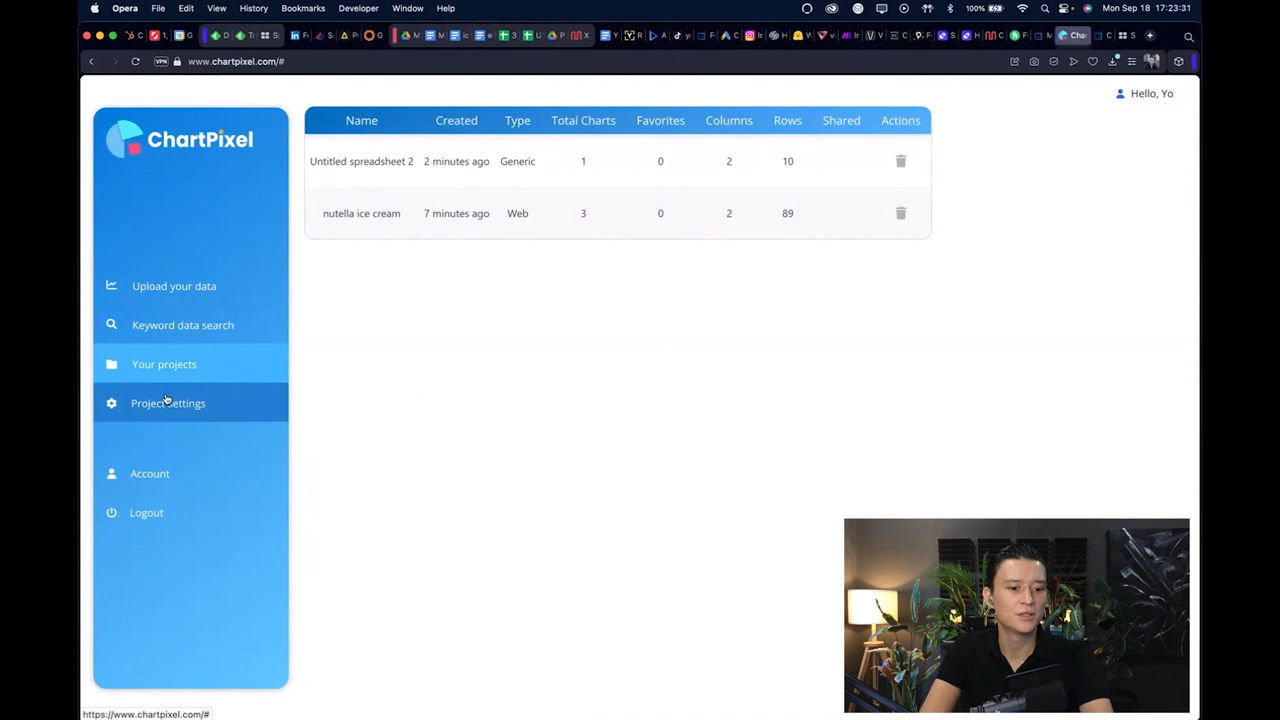 Opera File Edit View History Bookmarks Developer Window Help 100% Mon Sep 18 17:23:31
VPN www.chartpixel.com/#
Hello, Yo
ChartPixel
Name Created Type Total Charts Favorites Columns Rows Shared Actions
Untitled spreadsheet 2 2 minutes ago Generic 1 0 2 10
nutella ice cream 7 minutes ago Web 3 0 2 89
Upload your data
Keyword data search
Your projects
Project settings
Account
Logout
https://www.chartpixel.com/#